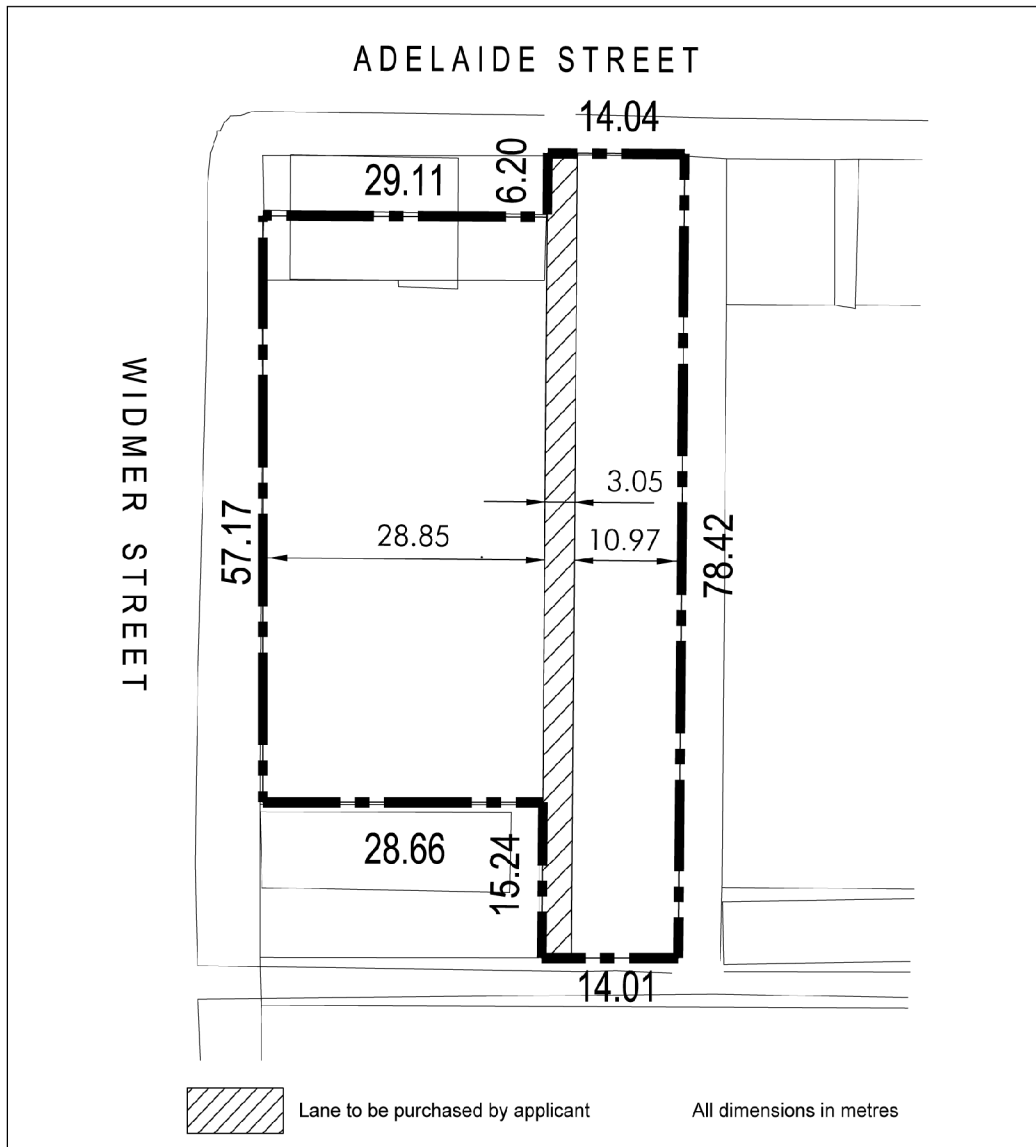 ADELAIDE STREET
14.04
6.20
29.11
WIDMER STREET
3.05
28.85
10.97
57.17
78.42
28.66
15.24
14.01
Lane to be purchased by applicant
All dimensions in metres